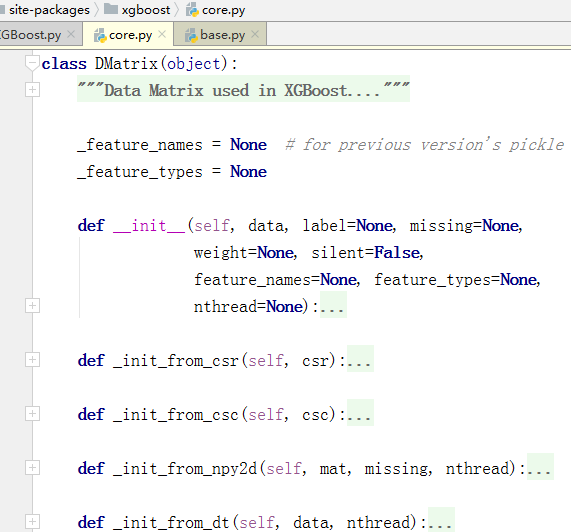 site-packages xgboost core.py
XGBoost.py × core.py × base.py ×
class DMatrix(object):
"""Data Matrix used in XGBoost...."""
_feature_names = None # for previous version's pickle
_feature_types = None
def __init__(self, data, label=None, missing=None,
weight=None, silent=False,
feature_names=None, feature_types=None,
nthread=None):...
def _init_from_csr(self, csr):...
def _init_from_csc(self, csc):...
def _init_from_npy2d(self, mat, missing, nthread):...
def _init_from_dt(self, data, nthread):...